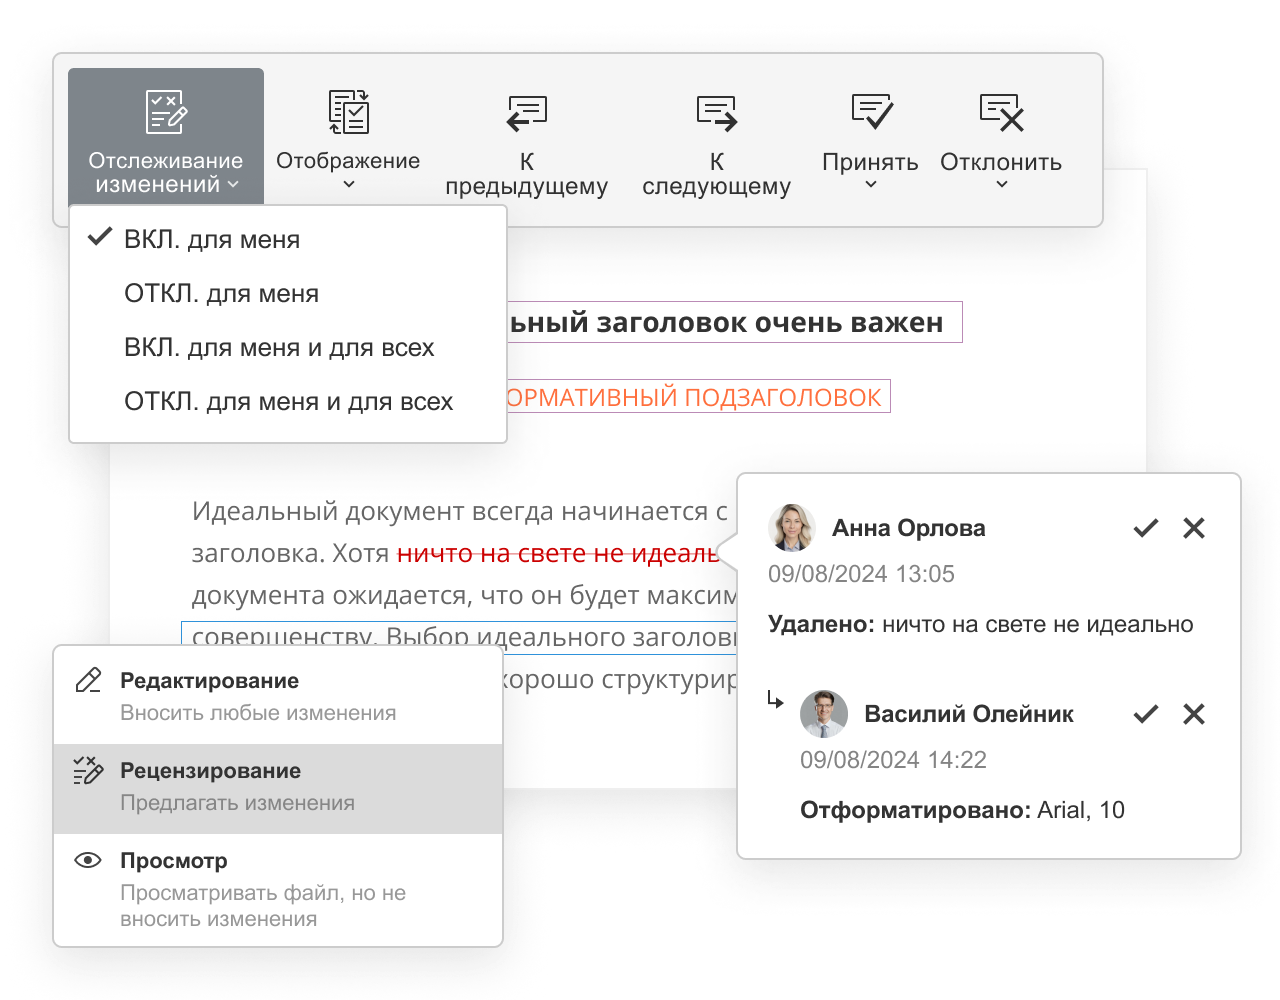 Отслеживание
изменений
Отображение
К
предыдущему
К
следующему
Принять
Отклонить
ВКЛ. для меня
ОТКЛ. для меня
ВКЛ. для меня и для всех
ОТКЛ. для меня и для всех
ьный заголовок очень важен
ОРМАТИВНЫЙ ПОДЗАГОЛОВОК
Идеальный документ всегда начинается с
заголовка. Хотя ничто на свете не идеаль
документа ожидается, что он будет максим
совершенству. Выбор идеального заголов
хорошо структурир
Анна Орлова
09/08/2024 13:05
Удалено: ничто на свете не идеально
Василий Олейник
09/08/2024 14:22
Отформатировано: Arial, 10
Редактирование
Вносить любые изменения
Рецензирование
Предлагать изменения
Просмотр
Просматривать файл, но не
вносить изменения